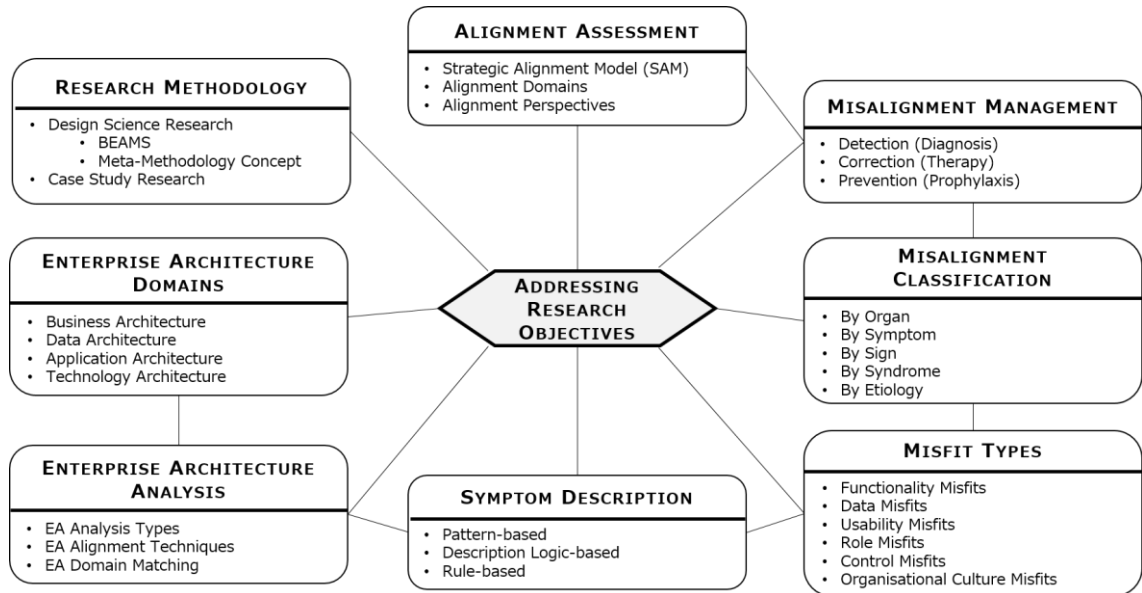 ALIGNMENT ASSESSMENT
• Strategic Alignment Model (SAM)
• Alignment Domains
• Alignment Perspectives
RESEARCH METHODOLOGY
• Design Science Research
• BEAMS
• Meta-Methodology Concept
• Case Study Research
MISALIGNMENT MANAGEMENT
• Detection (Diagnosis)
• Correction (Therapy)
• Prevention (Prophylaxis)
ENTERPRISE ARCHITECTURE
DOMAINS
• Business Architecture
• Data Architecture
• Application Architecture
• Technology Architecture
ADDRESSING
RESEARCH
OBJECTIVES
MISALIGNMENT
CLASSIFICATION
• By Organ
• By Symptom
• By Sign
• By Syndrome
• By Etiology
ENTERPRISE ARCHITECTURE
ANALYSIS
• EA Analysis Types
• EA Alignment Techniques
• EA Domain Matching
SYMPTOM DESCRIPTION
• Pattern-based
• Description Logic-based
• Rule-based
MISFIT TYPES
• Functionality Misfits
• Data Misfits
• Usability Misfits
• Role Misfits
• Control Misfits
• Organisational Culture Misfits